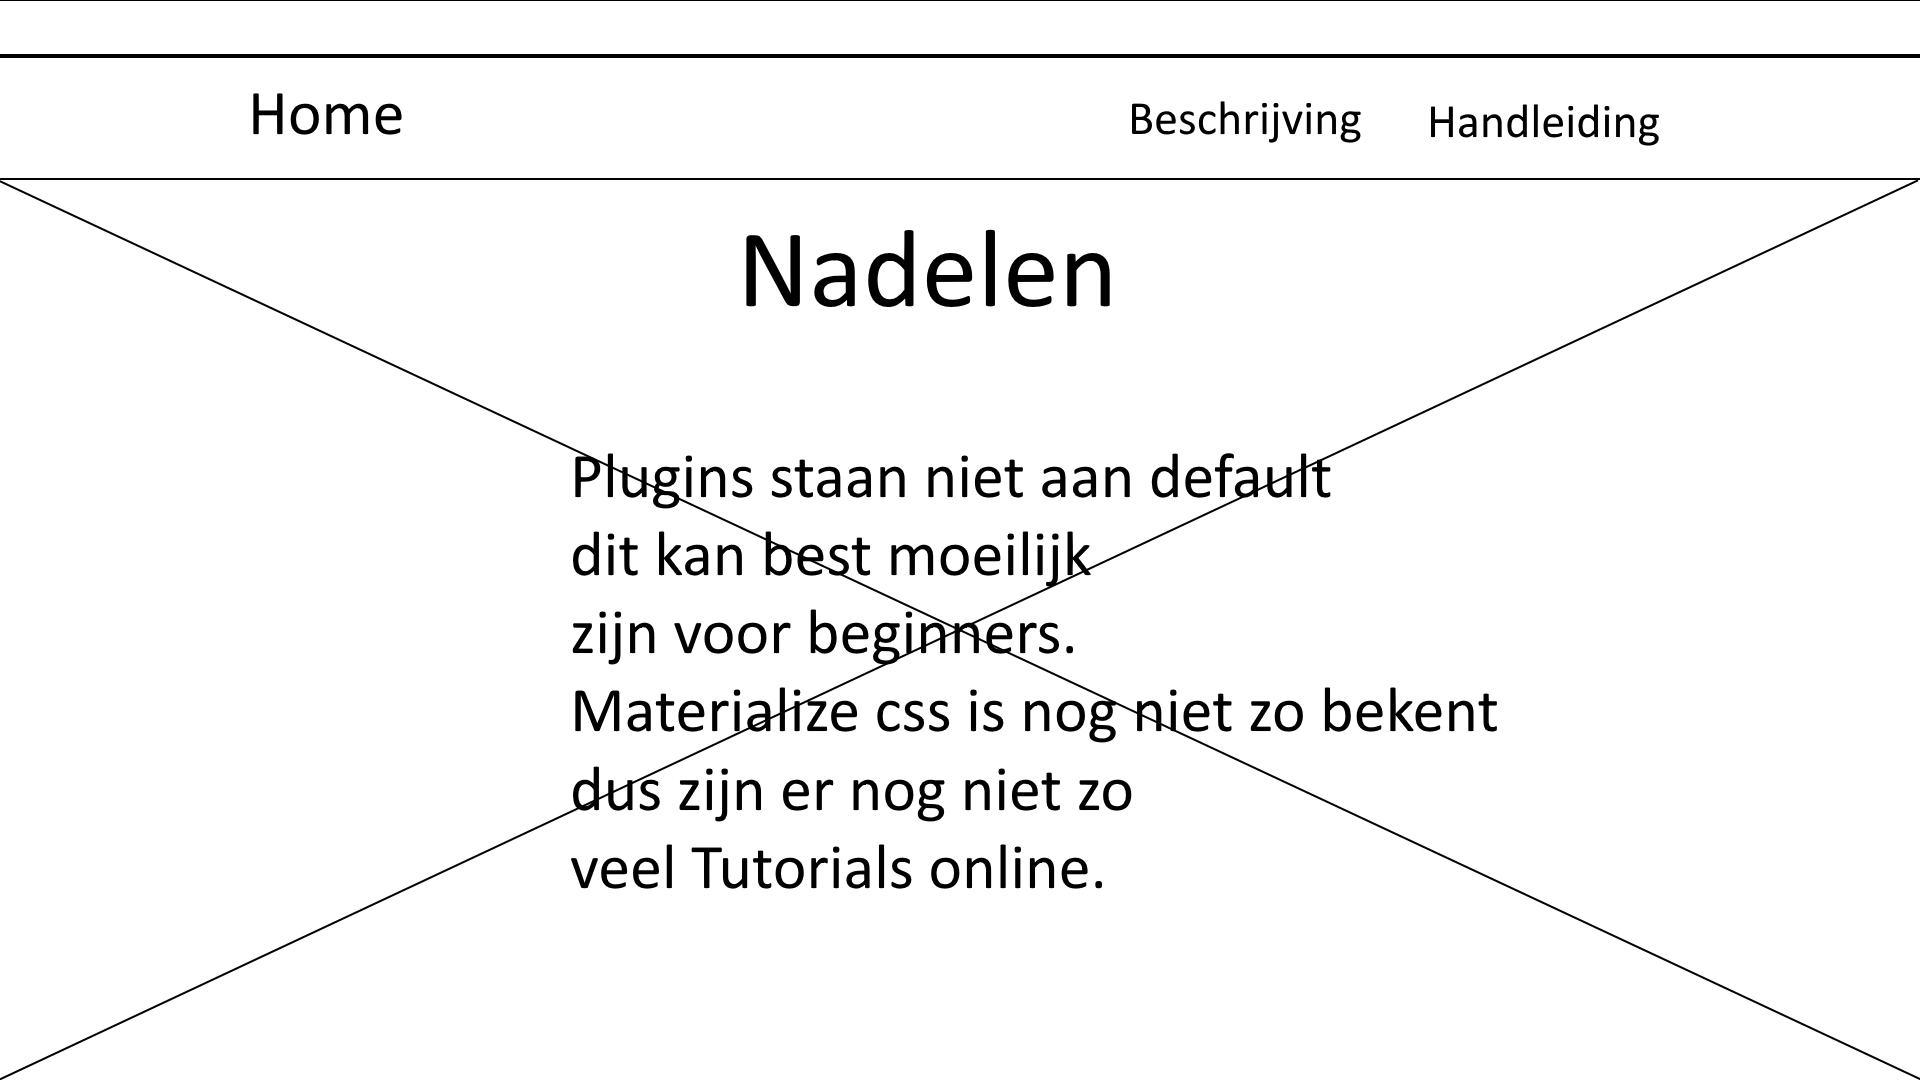 Home
Beschrijving
Handleiding
Nadelen
Plugins staan niet aan default
dit kan best moeilijk
zijn voor beginners.
Materialize css is nog niet zo bekent
dus zijn er nog niet zo
veel Tutorials online.